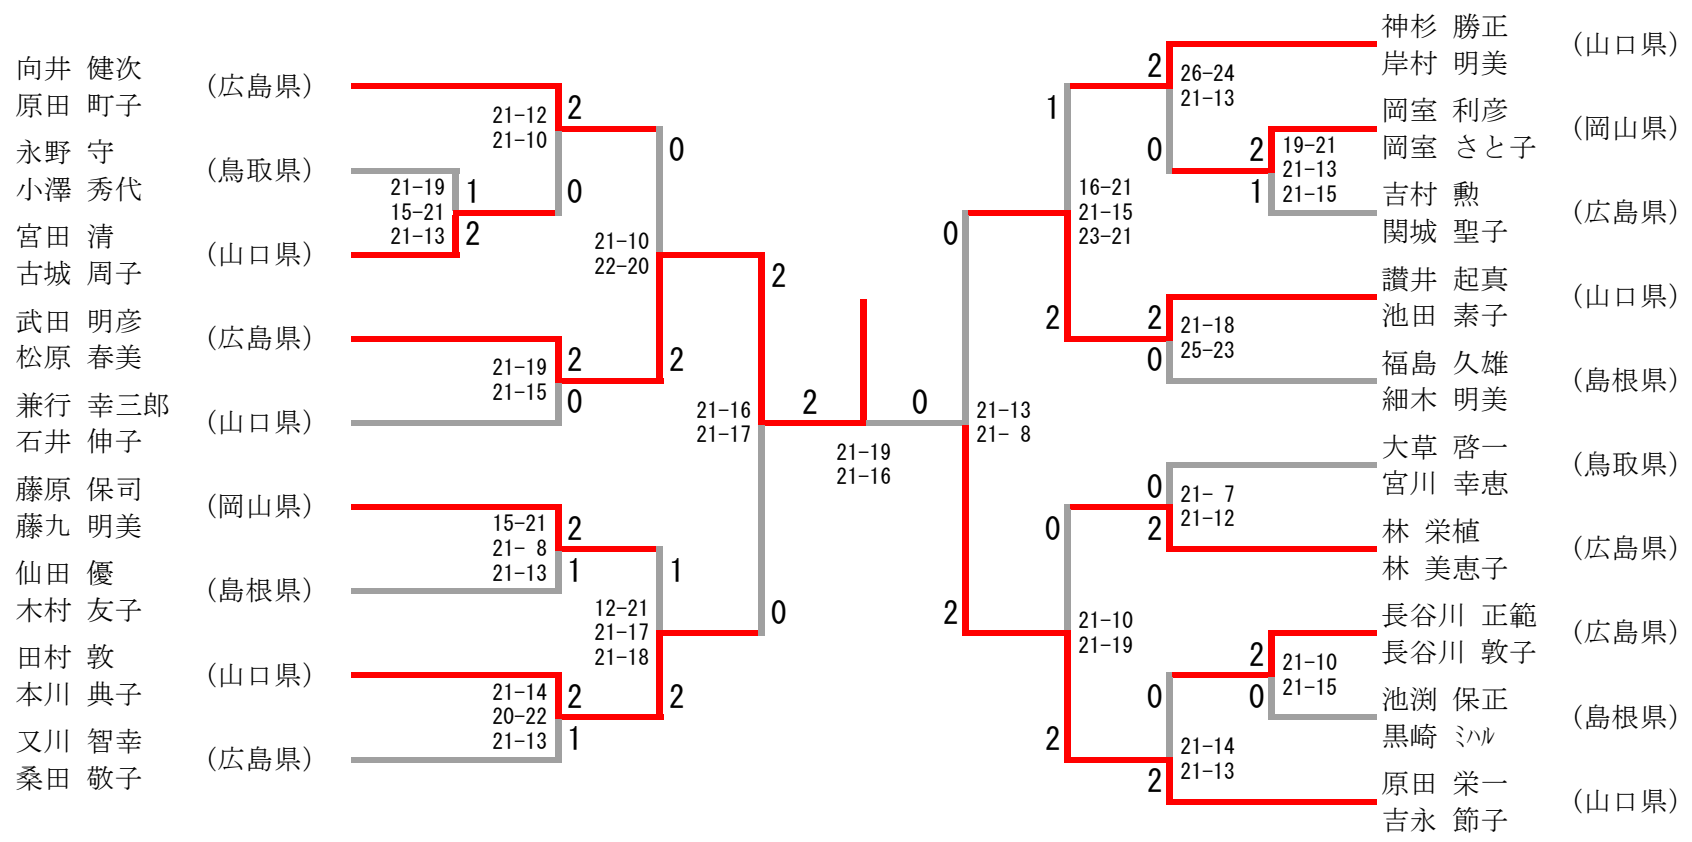 向井 健次
原田 町子
(広島県)
永野 守
小澤 秀代
(鳥取県)
宮田 清
古城 周子
(山口県)
武田 明彦
松原 春美
(広島県)
兼行 幸三郎
石井 伸子
(山口県)
藤原 保司
藤九 明美
(岡山県)
仙田 優
木村 友子
(島根県)
田村 敦
本川 典子
(山口県)
又川 智幸
桑田 敬子
(広島県)
21-19
15-21
21-13
1
2
21-12
21-10
2
0
21-19
21-15
2
0
15-21
21- 8
21-13
2
1
21-14
20-22
21-13
2
1
21-10
22-20
0
2
12-21
21-17
21-18
1
2
21-16
21-17
2
0
2
0
21-19
21-16
0
2
21-13
21- 8
1
2
16-21
21-15
23-21
0
2
21-10
21-19
2
0
26-24
21-13
2
0
21-18
25-23
0
2
21- 7
21-12
0
2
21-14
21-13
2
1
19-21
21-13
21-15
2
0
21-10
21-15
神杉 勝正
岸村 明美
(山口県)
岡室 利彦
岡室 さと子
(岡山県)
吉村 勲
関城 聖子
(広島県)
讃井 起真
池田 素子
(山口県)
福島 久雄
細木 明美
(島根県)
大草 啓一
宮川 幸恵
(鳥取県)
林 栄植
林 美恵子
(広島県)
長谷川 正範
長谷川 敦子
(広島県)
池渕 保正
黒崎 ﾐﾊﾙ
(島根県)
原田 栄一
吉永 節子
(山口県)